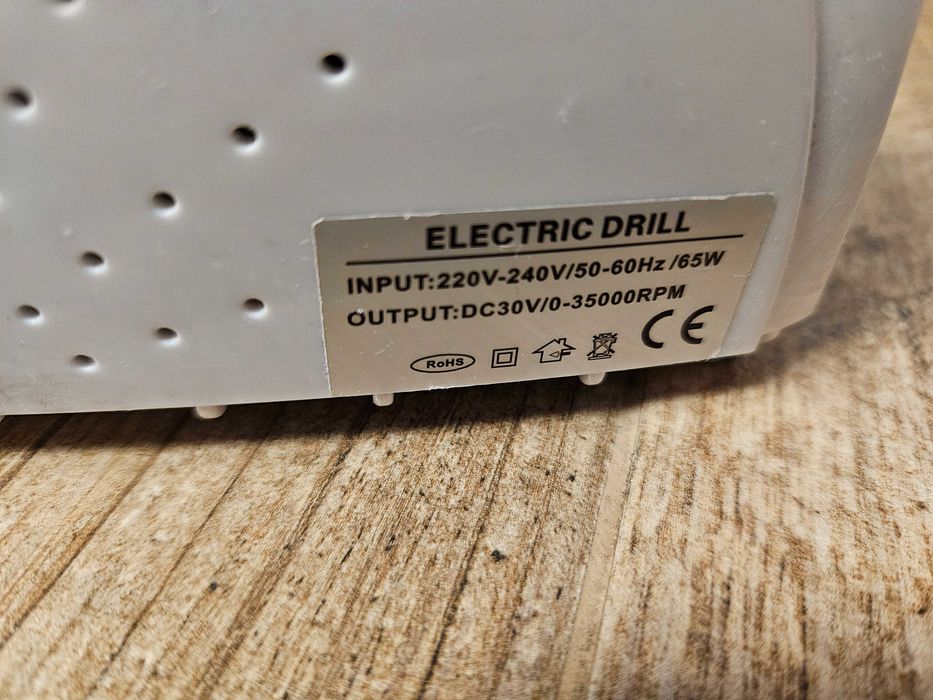 ELECTRIC DRILL
INPUT:220V-240V/50-60Hz /65W
OUTPUT:DC30V/0-35000RPM
RoHS CE